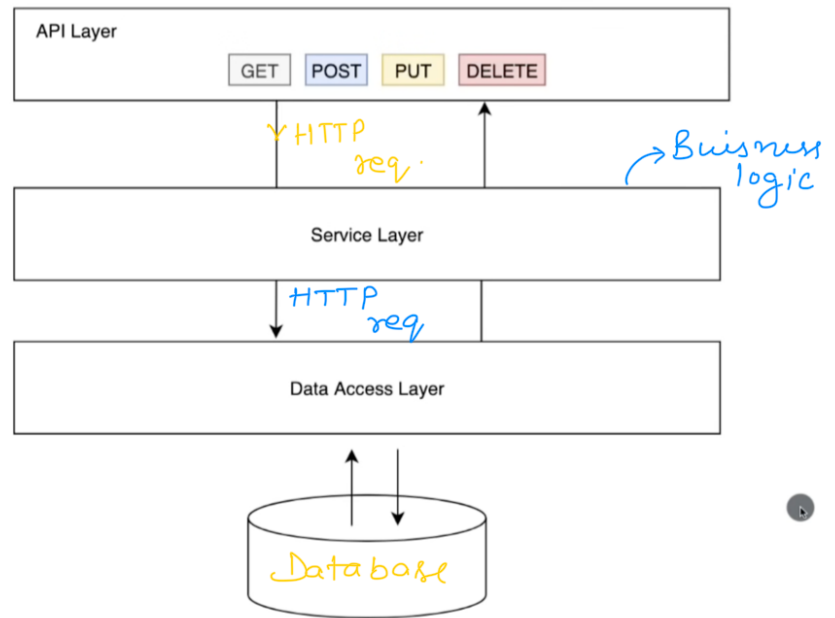 API Layer
GET POST PUT DELETE
HTTP
req.
Buisness
logic
Service Layer
HTTP
req
Data Access Layer
Database